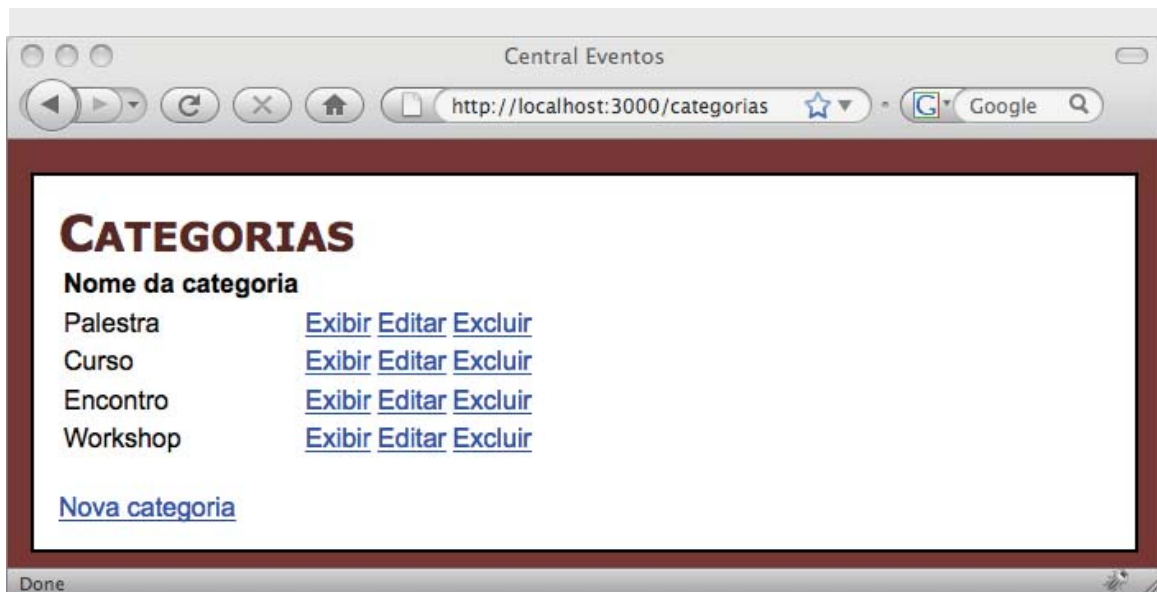 Central Eventos
http://localhost:3000/categorias Google
CATEGORIAS
Nome da categoria
Palestra Exibir Editar Excluir
Curso Exibir Editar Excluir
Encontro Exibir Editar Excluir
Workshop Exibir Editar Excluir
Nova categoria
Done